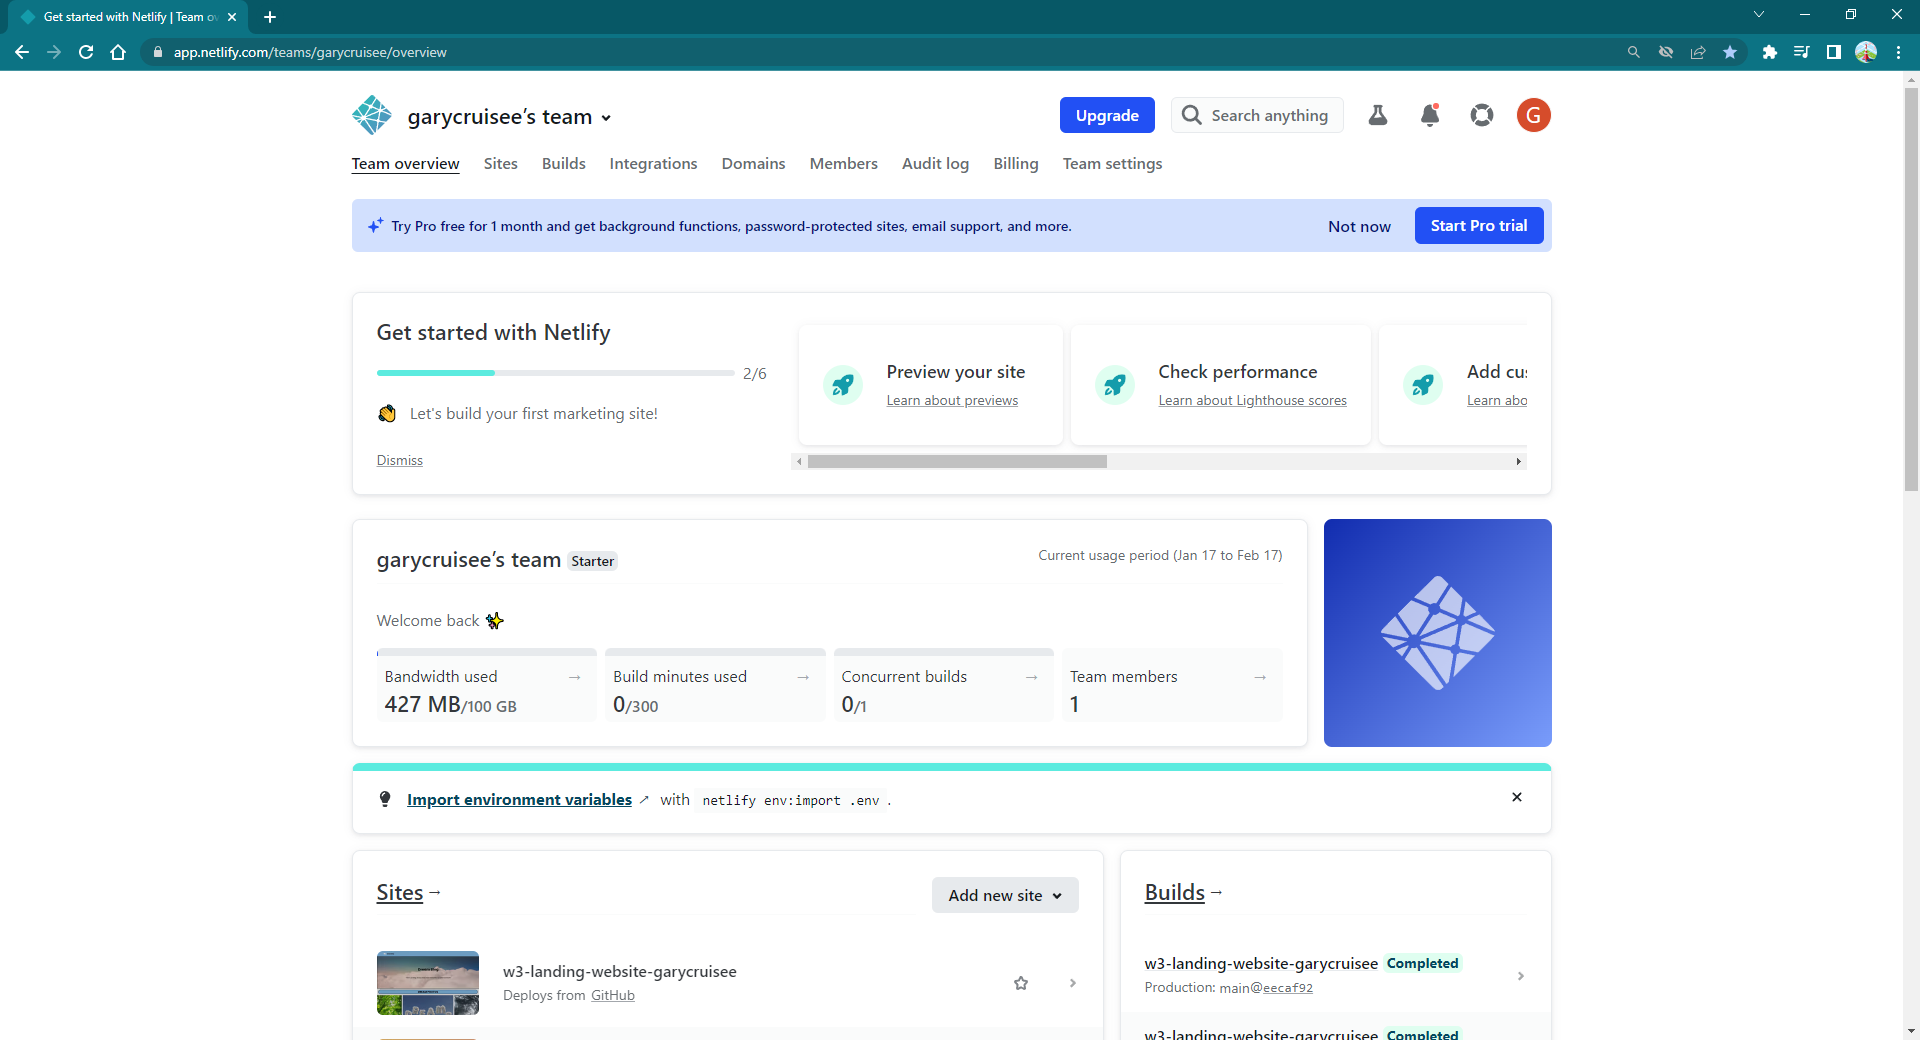 Get started with Netlify | Team ov
app.netlify.com/teams/garycruisee/overview
garycruisee's team
Upgrade
Search anything
G
Team overview Sites Builds Integrations Domains Members Audit log Billing Team settings
Try Pro free for 1 month and get background functions, password-protected sites, email support, and more.
Not now
Start Pro trial
Get started with Netlify
2/6
Let's build your first marketing site!
Dismiss
Preview your site
Learn about previews
Check performance
Learn about Lighthouse scores
Add cus
Learn abo
garycruisee's team Starter
Current usage period (Jan 17 to Feb 17)
Welcome back
Bandwidth used →
427 MB/100 GB
Build minutes used →
0/300
Concurrent builds →
0/1
Team members →
1
Import environment variables ↗ with netlify env:import .env .
Sites →
Add new site
w3-landing-website-garycruisee
Deploys from GitHub
Builds →
w3-landing-website-garycruisee Completed
Production: main@eecaf92
w3-landing-website-garycruisee Completed